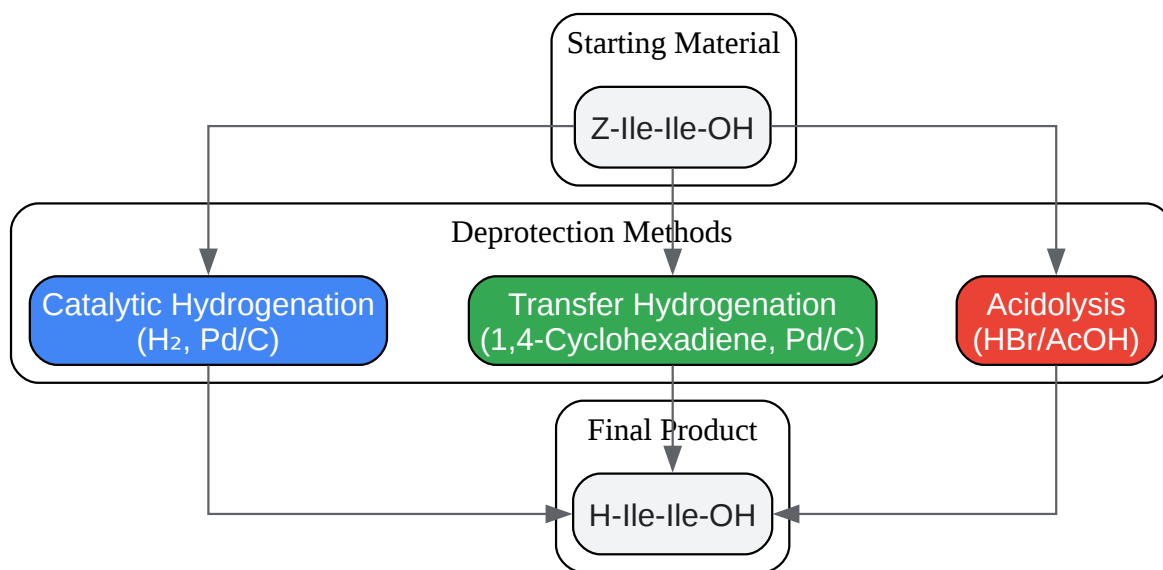 Starting Material
Z-Ile-Ile-OH
Deprotection Methods
Catalytic Hydrogenation
(H₂, Pd/C)
Transfer Hydrogenation
(1,4-Cyclohexadiene, Pd/C)
Acidolysis
(HBr/AcOH)
Final Product
H-Ile-Ile-OH